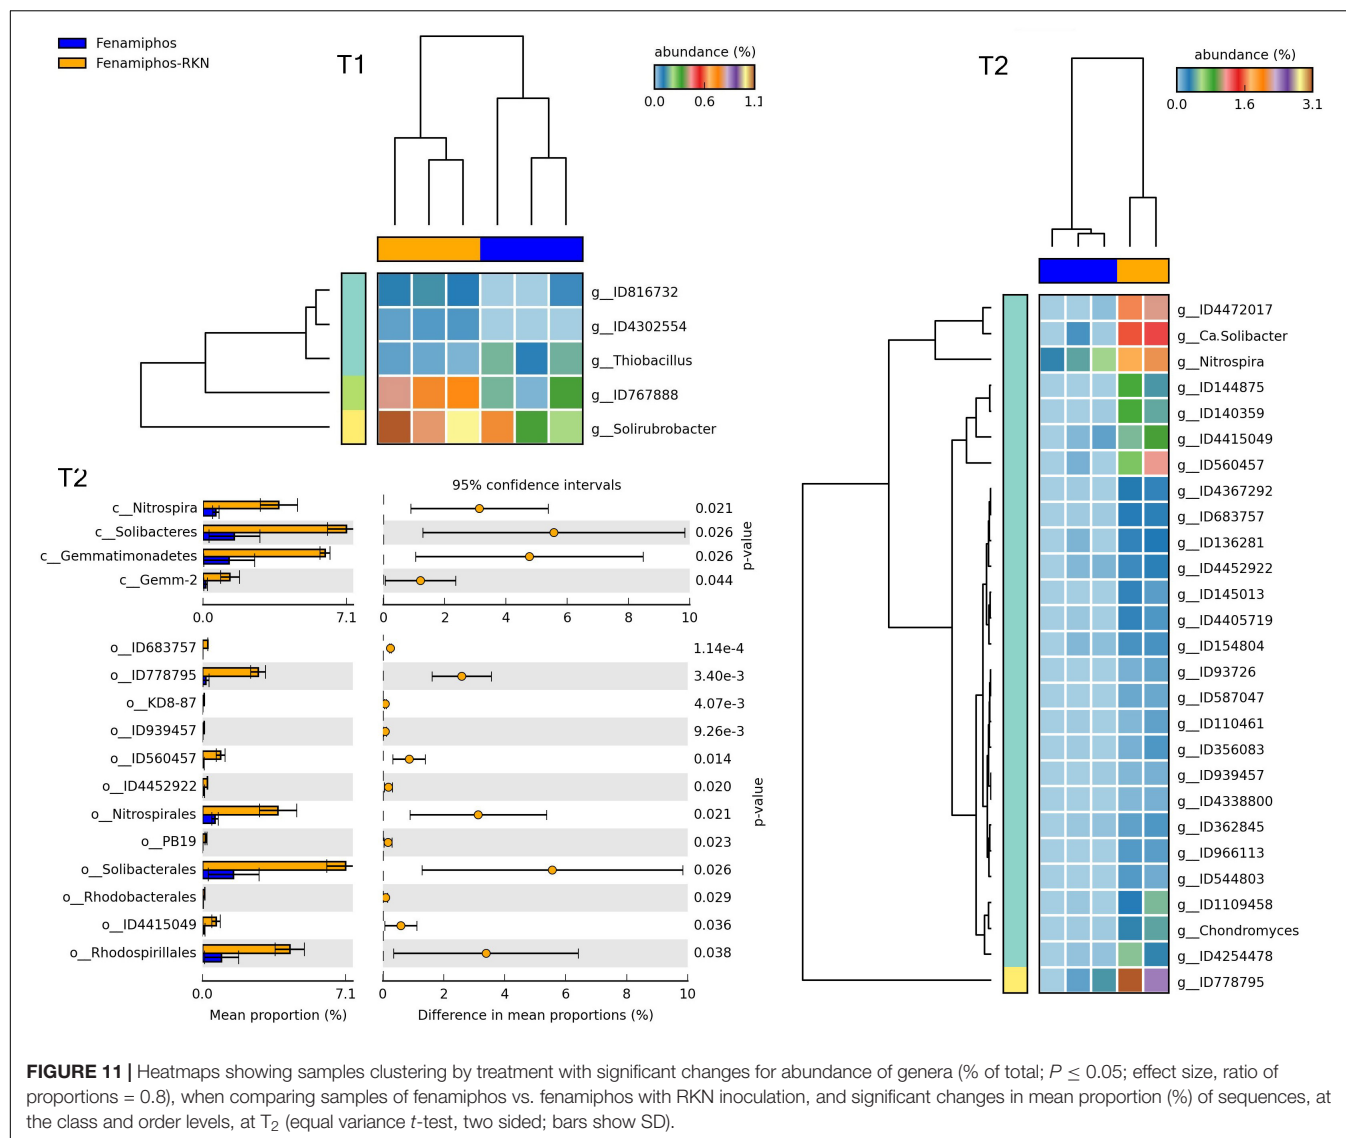 Fenamiphos
Fenamiphos-RKN
T1
abundance (%)
0.0 0.6 1.1
g__ID816732
g__ID4302554
g__Thiobacillus
g__ID767888
g__Solirubrobacter
T2
95% confidence intervals
c__Nitrospira 0.021
c__Solibacteres 0.026
c__Gemmatimonadetes 0.026
c__Gemm-2 0.044
p-value
0.0 7.1 0 2 4 6 8 10
o__ID683757 1.14e-4
o__ID778795 3.40e-3
o__KD8-87 4.07e-3
o__ID939457 9.26e-3
o__ID560457 0.014
o__ID4452922 0.020
o__Nitrospirales 0.021
o__PB19 0.023
o__Solibacterales 0.026
o__Rhodobacterales 0.029
o__ID4415049 0.036
o__Rhodospirillales 0.038
p-value
0.0 7.1 0 2 4 6 8 10
Mean proportion (%) Difference in mean proportions (%)
T2
abundance (%)
0.0 1.6 3.1
g__ID4472017
g__Ca.Solibacter
g__Nitrospira
g__ID144875
g__ID140359
g__ID4415049
g__ID560457
g__ID4367292
g__ID683757
g__ID136281
g__ID4452922
g__ID145013
g__ID4405719
g__ID154804
g__ID93726
g__ID587047
g__ID110461
g__ID356083
g__ID939457
g__ID4338800
g__ID362845
g__ID966113
g__ID544803
g__ID1109458
g__Chondromyces
g__ID4254478
g__ID778795
FIGURE 11 | Heatmaps showing samples clustering by treatment with significant changes for abundance of genera (% of total; P ≤ 0.05; effect size, ratio of
proportions = 0.8), when comparing samples of fenamiphos vs. fenamiphos with RKN inoculation, and significant changes in mean proportion (%) of sequences, at
the class and order levels, at T₂ (equal variance t-test, two sided; bars show SD).